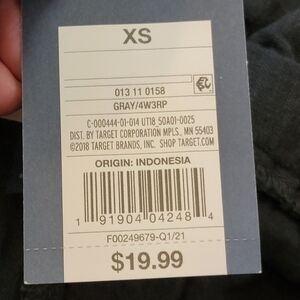 XS
013 11 0158
GRAY/4W3RP
C-000444-01-014 UT18 50A01-0025
DIST. BY TARGET CORPORATION MPLS., MN 55403
©2018 TARGET BRANDS, INC. SHOP TARGET.COM
ORIGIN: INDONESIA
1 91904 04248 4
F00249679-Q1/21
$19.99